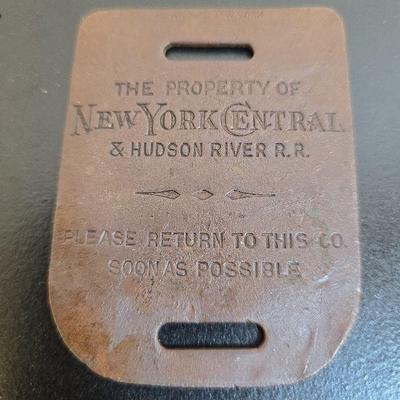 THE PROPERTY OF
NEW YORK CENTRAL
& HUDSON RIVER R.R.
PLEASE RETURN TO THIS CO.
SOON AS POSSIBLE